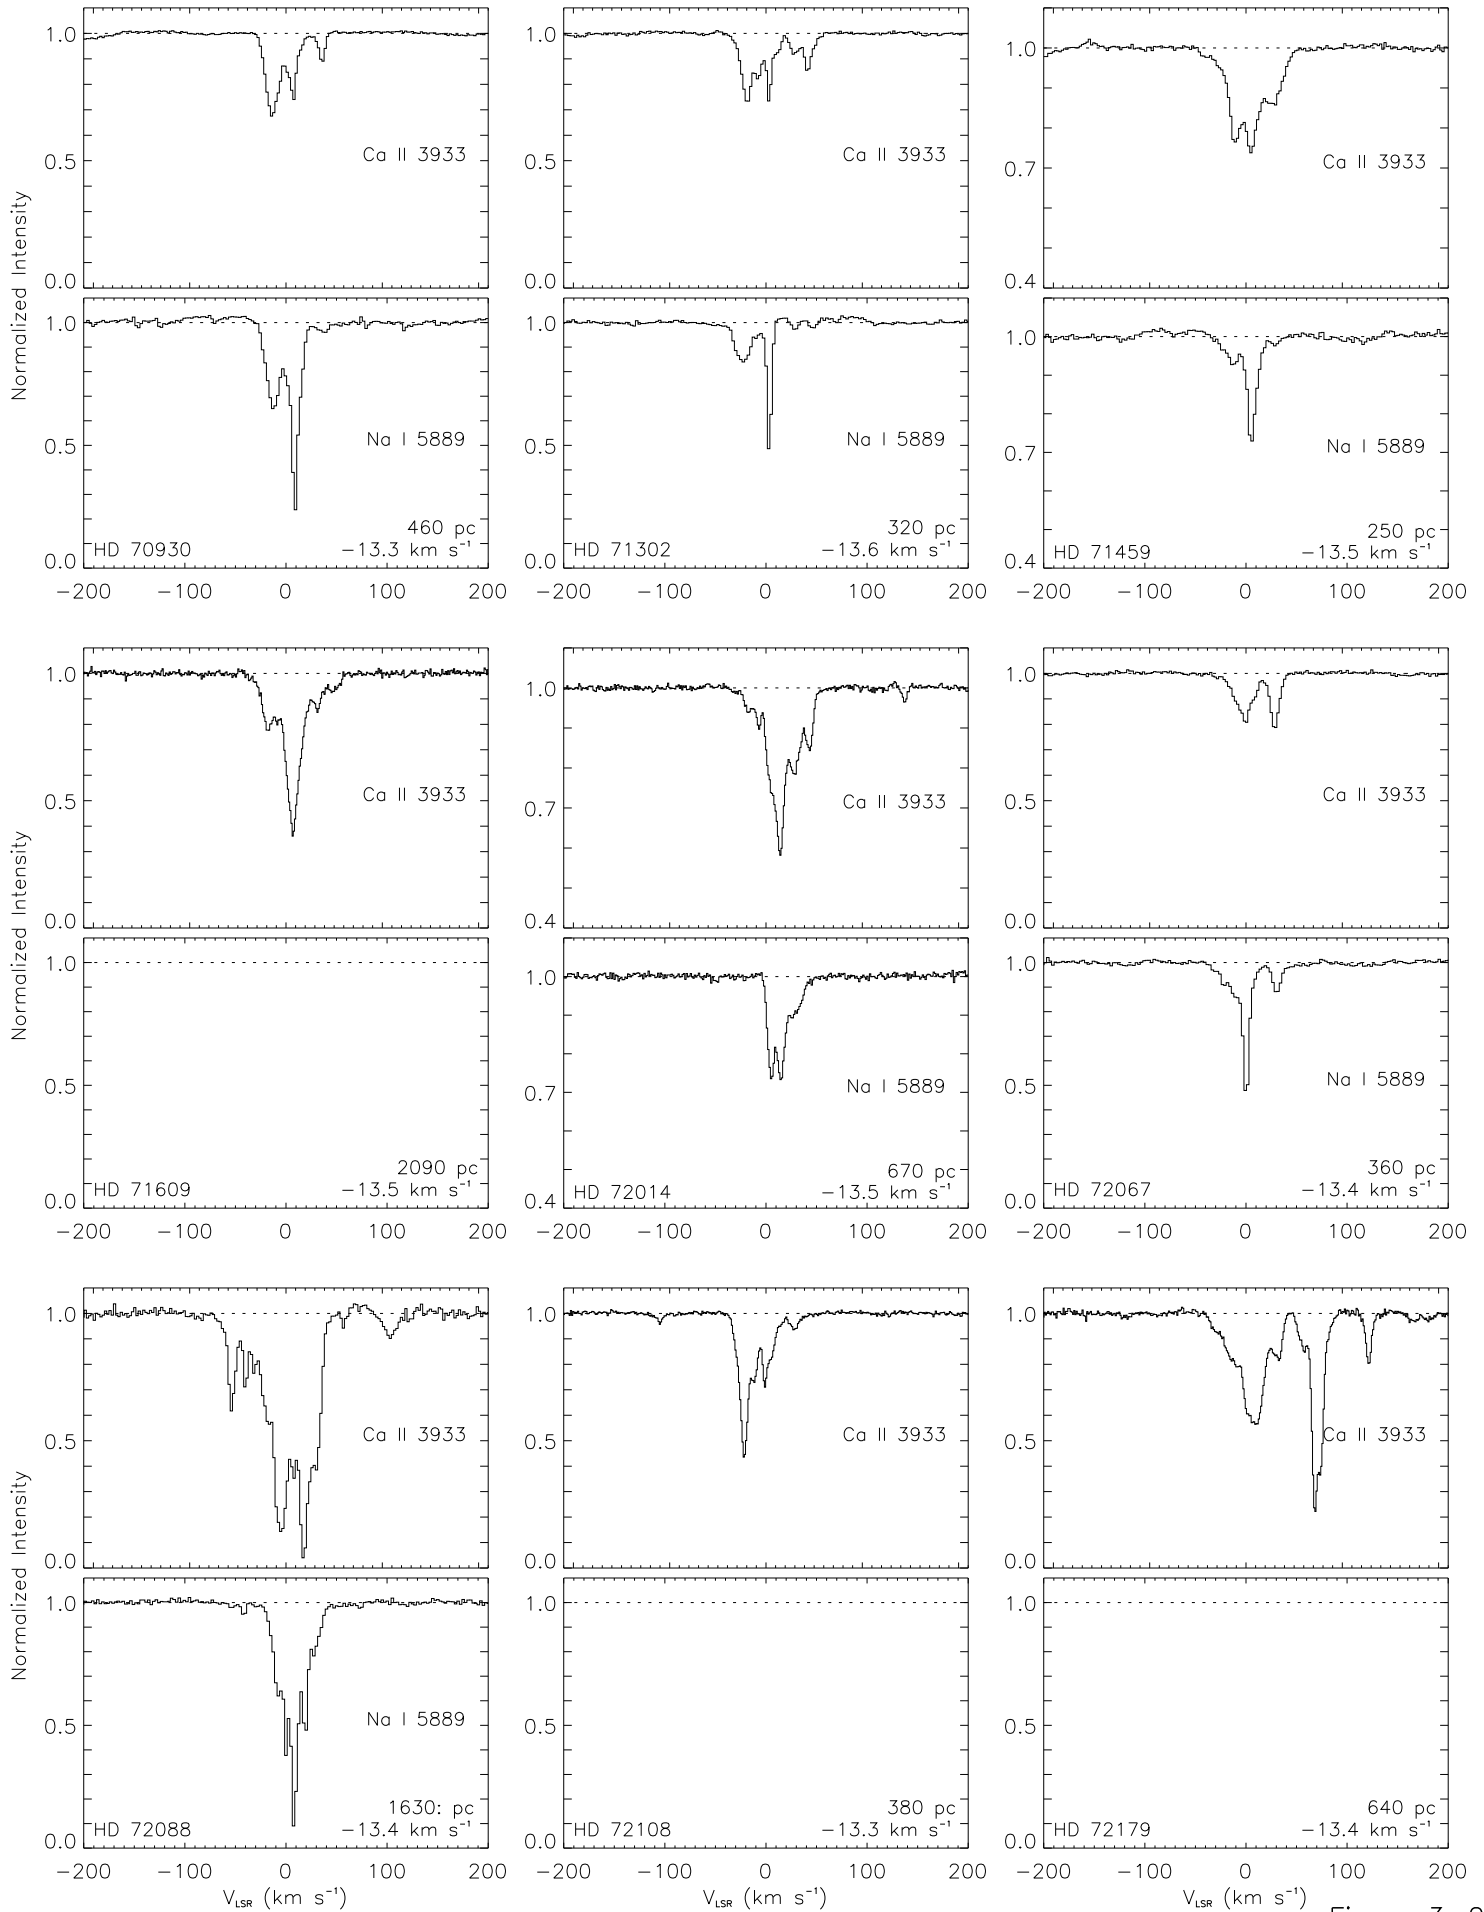 1.0
0.5
0.0
Ca II 3933
1.0
0.5
0.0
Ca II 3933
1.0
0.7
0.4
Ca II 3933
Normalized Intensity
1.0
0.5
0.0
Na I 5889
HD 70930
460 pc
−13.3 km s⁻¹
−200 −100 0 100 200
1.0
0.5
0.0
Na I 5889
HD 71302
320 pc
−13.6 km s⁻¹
−200 −100 0 100 200
1.0
0.7
0.4
Na I 5889
HD 71459
250 pc
−13.5 km s⁻¹
−200 −100 0 100 200
1.0
0.5
0.0
Ca II 3933
1.0
0.7
0.4
Ca II 3933
1.0
0.5
0.0
Ca II 3933
Normalized Intensity
1.0
0.5
0.0
HD 71609
2090 pc
−13.5 km s⁻¹
−200 −100 0 100 200
1.0
0.7
0.4
Na I 5889
HD 72014
670 pc
−13.5 km s⁻¹
−200 −100 0 100 200
1.0
0.5
0.0
Na I 5889
HD 72067
360 pc
−13.4 km s⁻¹
−200 −100 0 100 200
1.0
0.5
0.0
Ca II 3933
1.0
0.5
0.0
Ca II 3933
1.0
0.5
0.0
Ca II 3933
Normalized Intensity
1.0
0.5
0.0
Na I 5889
HD 72088
1630: pc
−13.4 km s⁻¹
−200 −100 0 100 200
V_LSR (km s⁻¹)
1.0
0.5
0.0
HD 72108
380 pc
−13.3 km s⁻¹
−200 −100 0 100 200
V_LSR (km s⁻¹)
1.0
0.5
0.0
HD 72179
640 pc
−13.4 km s⁻¹
−200 −100 0 100 200
V_LSR (km s⁻¹)